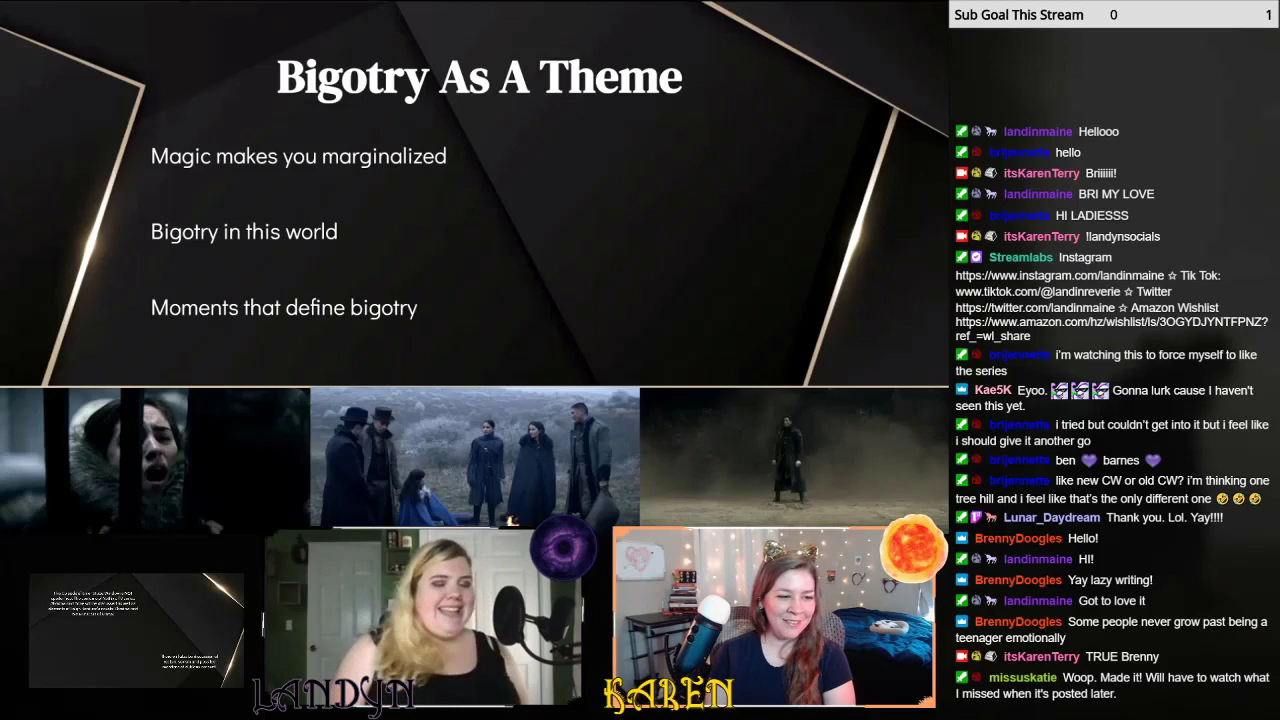 Bigotry As A Theme
Magic makes you marginalized
Bigotry in this world
Moments that define bigotry
LANDYN
KAREN
Sub Goal This Stream 0 1
landinmaine Hellooo
brijennette hello
itsKarenTerry Briiiiii!
landinmaine BRI MY LOVE
brijennette HI LADIESSS
itsKarenTerry !landynsocials
Streamlabs Instagram
https://www.instagram.com/landinmaine ☆ Tik Tok:
www.tiktok.com/@landinreverie ☆ Twitter
https://twitter.com/landinmaine ☆ Amazon Wishlist
https://www.amazon.com/hz/wishlist/ls/3OGYDJYNTFPNZ?
ref_=wl_share
brijennette i'm watching this to force myself to like
the series
Kae5K Eyoo. Gonna lurk cause I haven't
seen this yet.
brijennette i tried but couldn't get into it but i feel like
i should give it another go
brijennette ben 💜 barnes 💜
brijennette like new CW or old CW? i'm thinking one
tree hill and i feel like that's the only different one 🤣 🤣 🤣
Lunar_Daydream Thank you. Lol. Yay!!!!
BrennyDoogles Hello!
landinmaine HI!
BrennyDoogles Yay lazy writing!
landinmaine Got to love it
BrennyDoogles Some people never grow past being a
teenager emotionally
itsKarenTerry TRUE Brenny
missuskatie Woop. Made it! Will have to watch what
I missed when it's posted later.